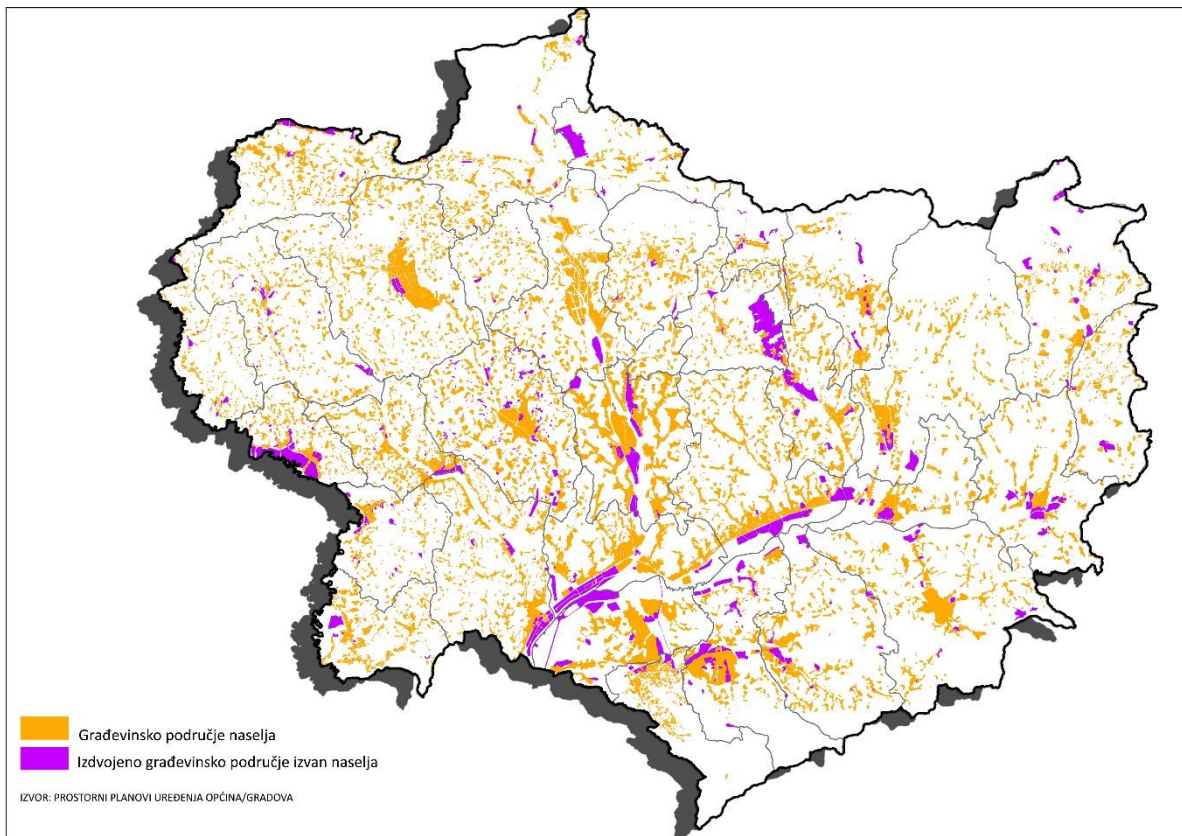 Građevinsko područje naselja
Izdvojeno građevinsko područje izvan naselja
IZVOR: PROSTORNI PLANOVI UREĐENJA OPĆINA/GRADOVA